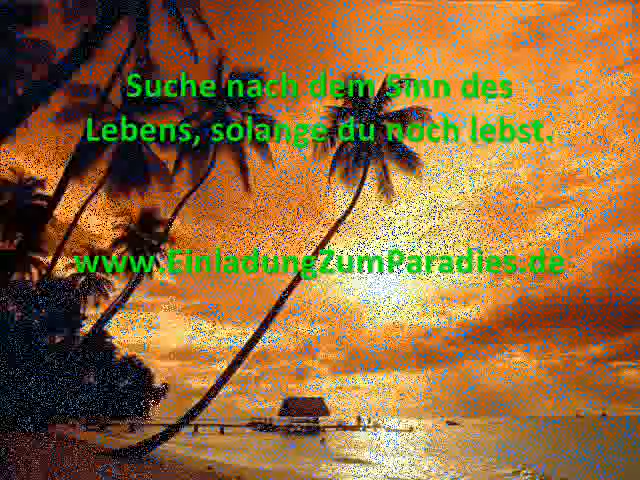 Suche nach dem Sinn des
Lebens, solange du noch lebst.
www.EinladungZumParadies.de